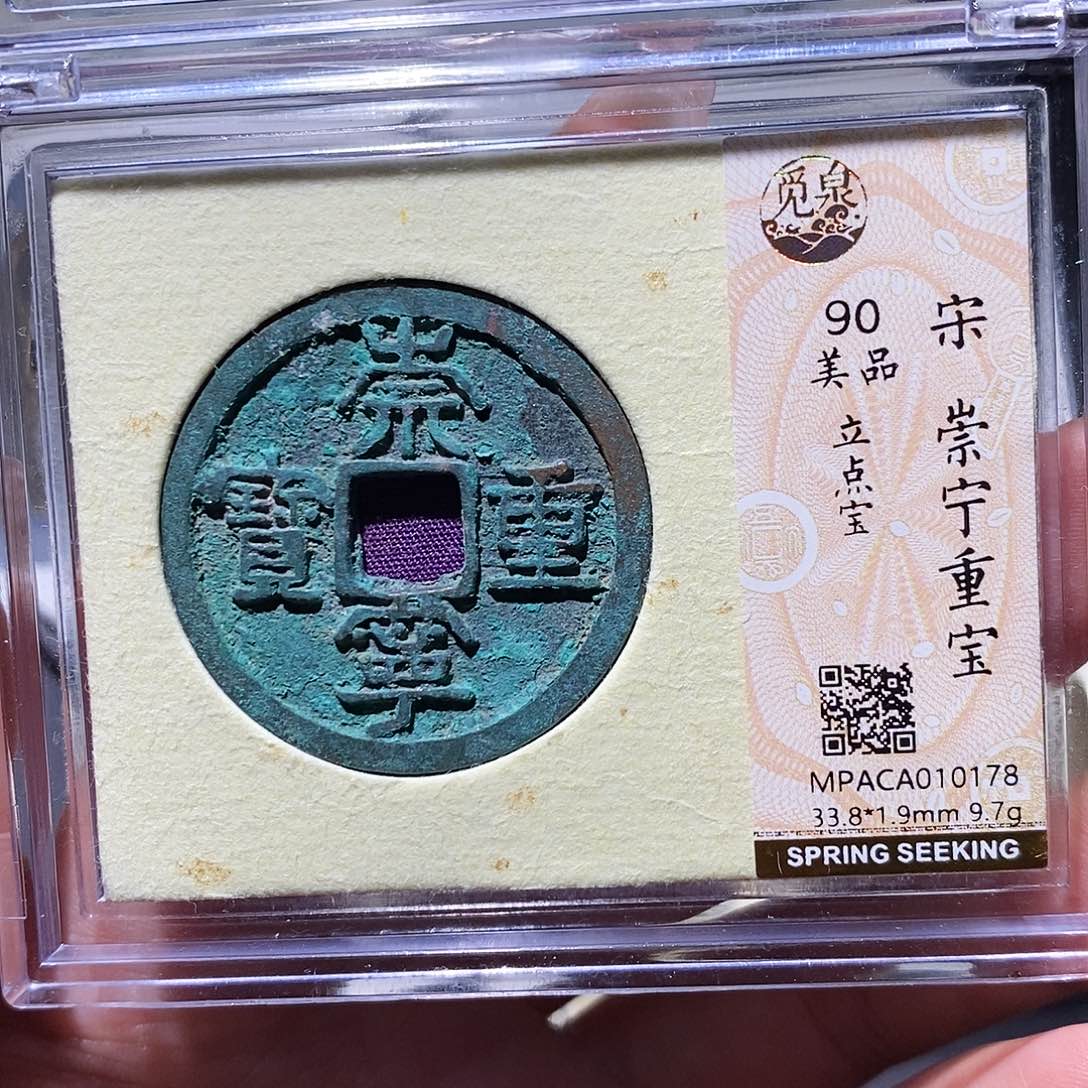 崇
重
寧
寶
觅泉
宋 崇宁重宝
90
美品
立点宝
MPACA010178
33.8*1.9mm 9.7g
SPRING SEEKING